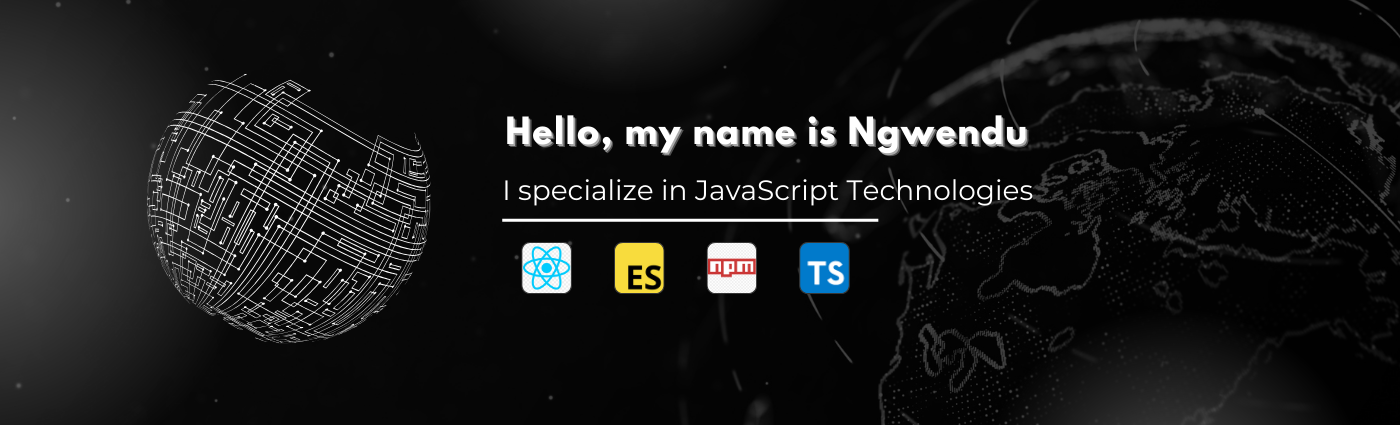 Hello, my name is Ngwendu
I specialize in JavaScript Technologies
ES npm TS